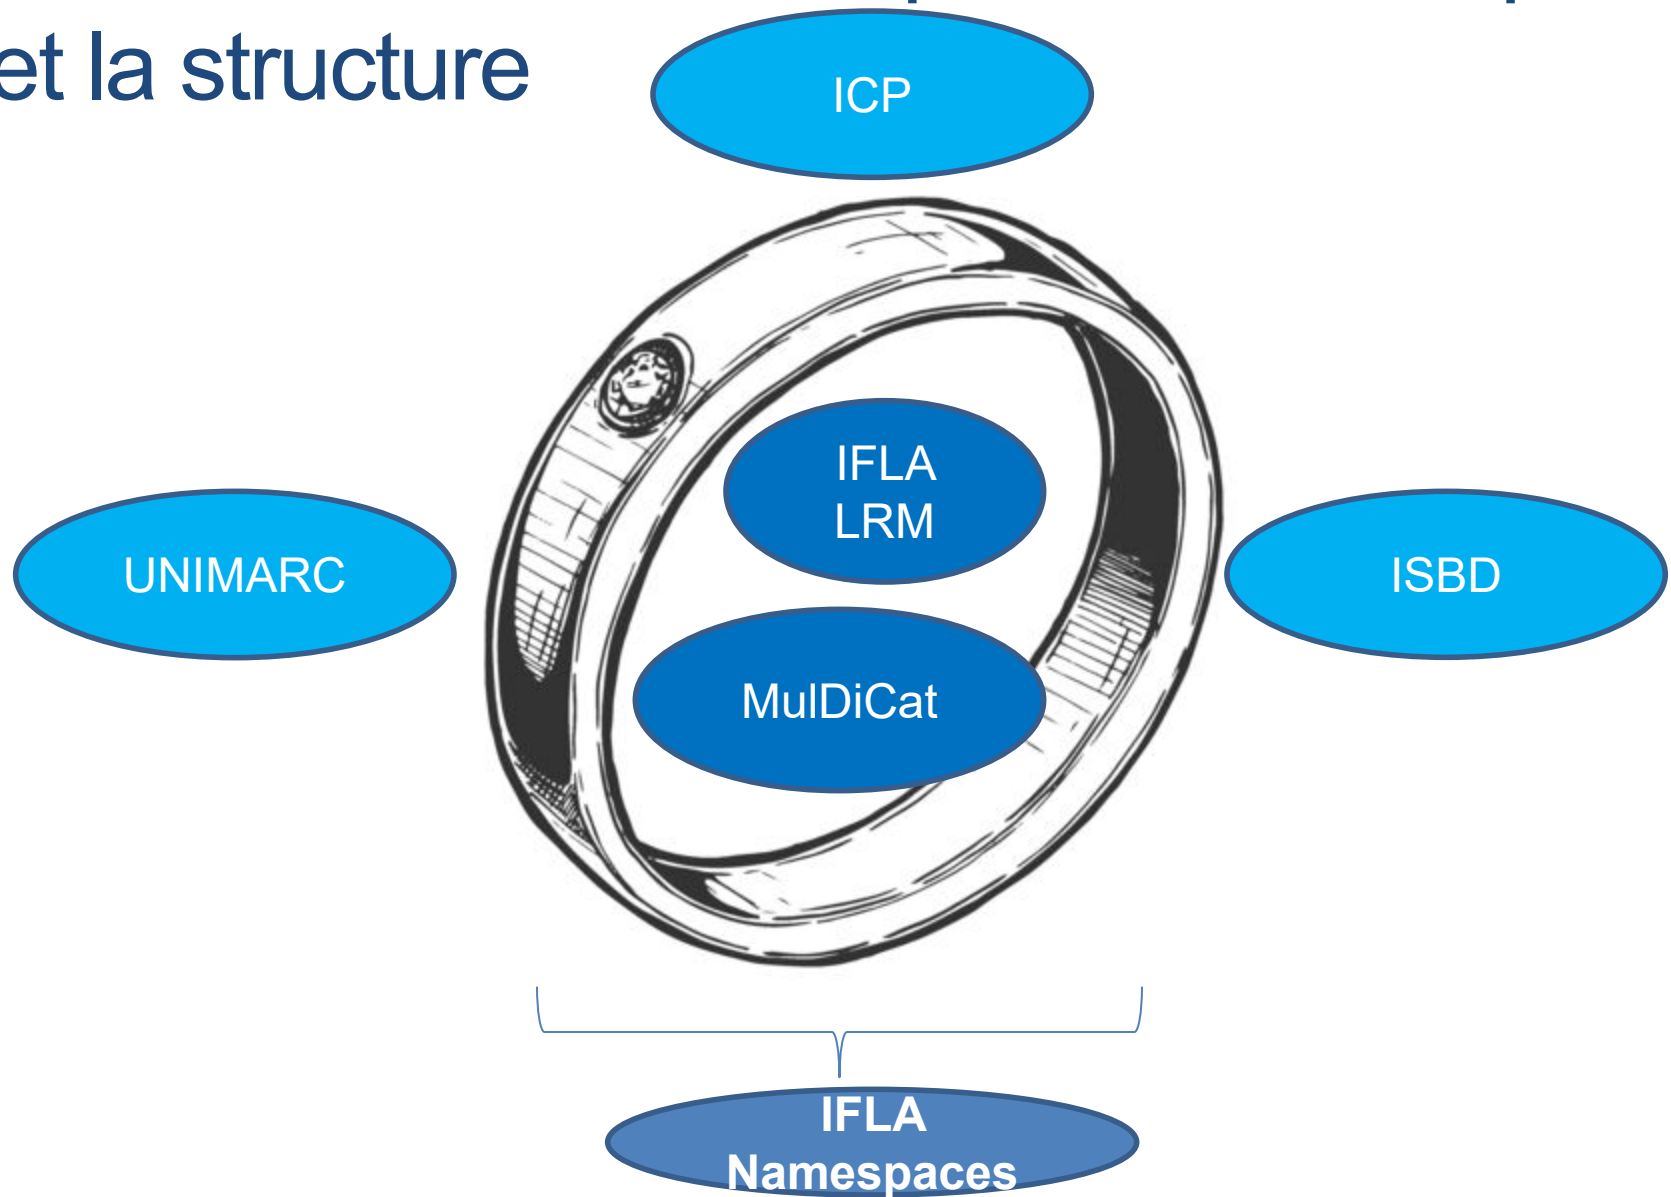 et la structure
ICP
IFLA
LRM
UNIMARC
ISBD
MulDiCat
IFLA
Namespaces